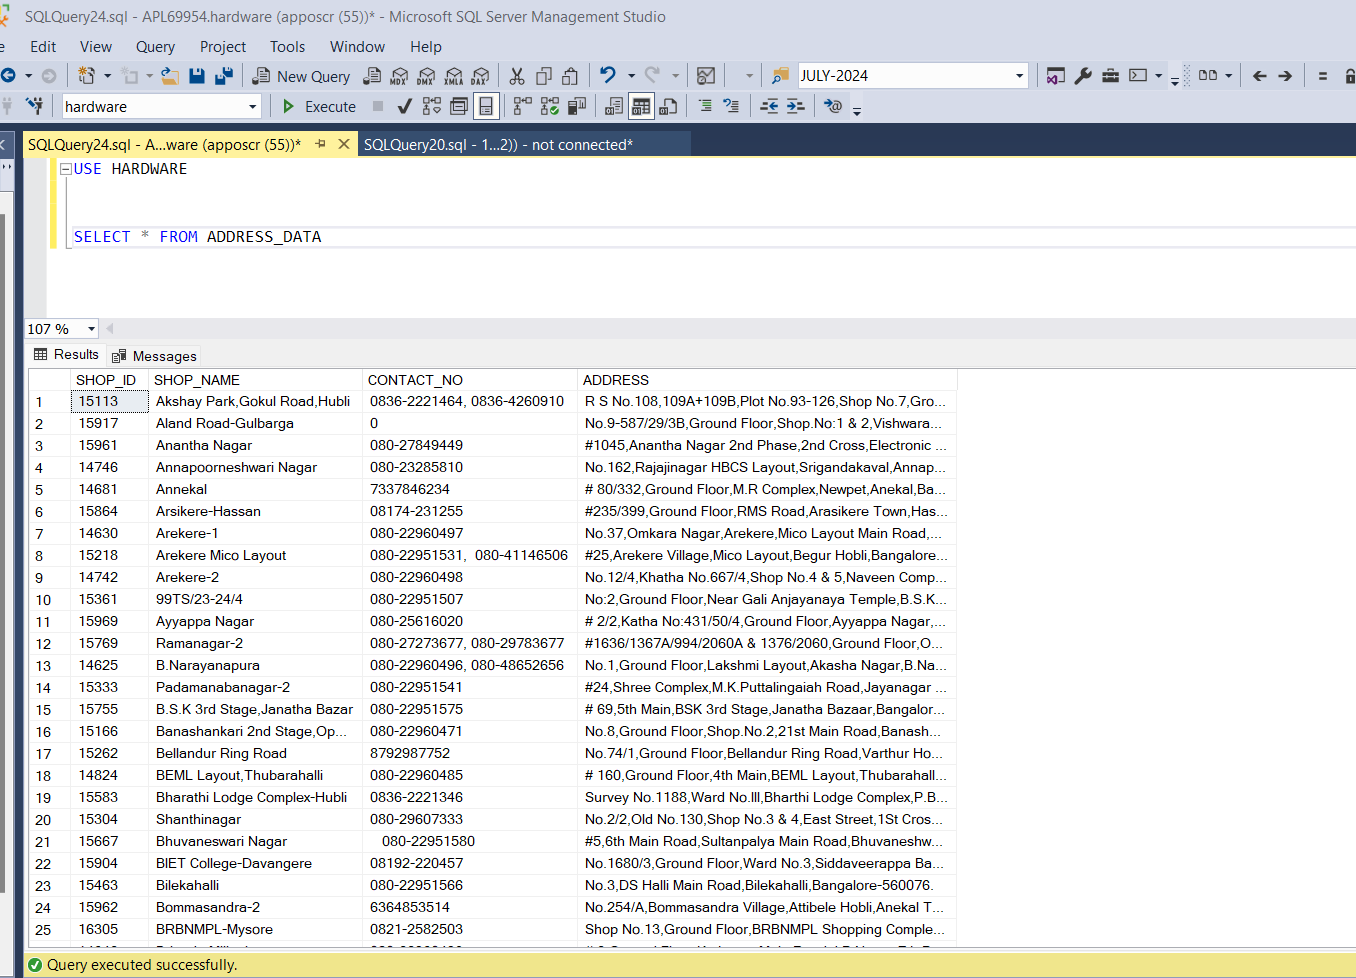 SQLQuery24.sql - APL69954.hardware (apposcr (55))* - Microsoft SQL Server Management Studio
e Edit View Query Project Tools Window Help
New Query MDX DMX XMLA DAX JULY-2024
hardware Execute
SQLQuery24.sql - A...ware (apposcr (55))* SQLQuery20.sql - 1...2)) - not connected*
USE HARDWARE
SELECT * FROM ADDRESS_DATA
107 %
Results Messages
SHOP_ID SHOP_NAME CONTACT_NO ADDRESS
1 15113 Akshay Park,Gokul Road,Hubli 0836-2221464, 0836-4260910 R S No.108,109A+109B,Plot No.93-126,Shop No.7,Gro...
2 15917 Aland Road-Gulbarga 0 No.9-587/29/3B,Ground Floor,Shop.No:1 & 2,Vishwara...
3 15961 Anantha Nagar 080-27849449 #1045,Anantha Nagar 2nd Phase,2nd Cross,Electronic ...
4 14746 Annapoorneshwari Nagar 080-23285810 No.162,Rajajinagar HBCS Layout,Srigandakaval,Annap...
5 14681 Annekal 7337846234 # 80/332,Ground Floor,M.R Complex,Newpet,Anekal,Ba...
6 15864 Arsikere-Hassan 08174-231255 #235/399,Ground Floor,RMS Road,Arasikere Town,Has...
7 14630 Arekere-1 080-22960497 No.37,Omkara Nagar,Arekere,Mico Layout Main Road,...
8 15218 Arekere Mico Layout 080-22951531, 080-41146506 #25,Arekere Village,Mico Layout,Begur Hobli,Bangalore...
9 14742 Arekere-2 080-22960498 No.12/4,Khatha No.667/4,Shop No.4 & 5,Naveen Comp...
10 15361 99TS/23-24/4 080-22951507 No:2,Ground Floor,Near Gali Anjayanaya Temple,B.S.K...
11 15969 Ayyappa Nagar 080-25616020 # 2/2,Katha No:431/50/4,Ground Floor,Ayyappa Nagar,...
12 15769 Ramanagar-2 080-27273677, 080-29783677 #1636/1367A/994/2060A & 1376/2060,Ground Floor,O...
13 14625 B.Narayanapura 080-22960496, 080-48652656 No.1,Ground Floor,Lakshmi Layout,Akasha Nagar,B.Na...
14 15333 Padamanabanagar-2 080-22951541 #24,Shree Complex,M.K.Puttalingaiah Road,Jayanagar ...
15 15755 B.S.K 3rd Stage,Janatha Bazar 080-22951575 # 69,5th Main,BSK 3rd Stage,Janatha Bazaar,Bangalor...
16 15166 Banashankari 2nd Stage,Op... 080-22960471 No.8,Ground Floor,Shop.No.2,21st Main Road,Banash...
17 15262 Bellandur Ring Road 8792987752 No.74/1,Ground Floor,Bellandur Ring Road,Varthur Ho...
18 14824 BEML Layout,Thubarahalli 080-22960485 # 160,Ground Floor,4th Main,BEML Layout,Thubarahall...
19 15583 Bharathi Lodge Complex-Hubli 0836-2221346 Survey No.1188,Ward No.III,Bharthi Lodge Complex,P.B...
20 15304 Shanthinagar 080-29607333 No.2/2,Old No.130,Shop No.3 & 4,East Street,1St Cros...
21 15667 Bhuvaneswari Nagar 080-22951580 #5,6th Main Road,Sultanpalya Main Road,Bhuvaneshw...
22 15904 BIET College-Davangere 08192-220457 No.1680/3,Ground Floor,Ward No.3,Siddaveerappa Ba...
23 15463 Bilekahalli 080-22951566 No.3,DS Halli Main Road,Bilekahalli,Bangalore-560076.
24 15962 Bommasandra-2 6364853514 No.254/A,Bommasandra Village,Attibele Hobli,Anekal T...
25 16305 BRBNMPL-Mysore 0821-2582503 Shop No.13,Ground Floor,BRBNMPL Shopping Comple...
Query executed successfully.